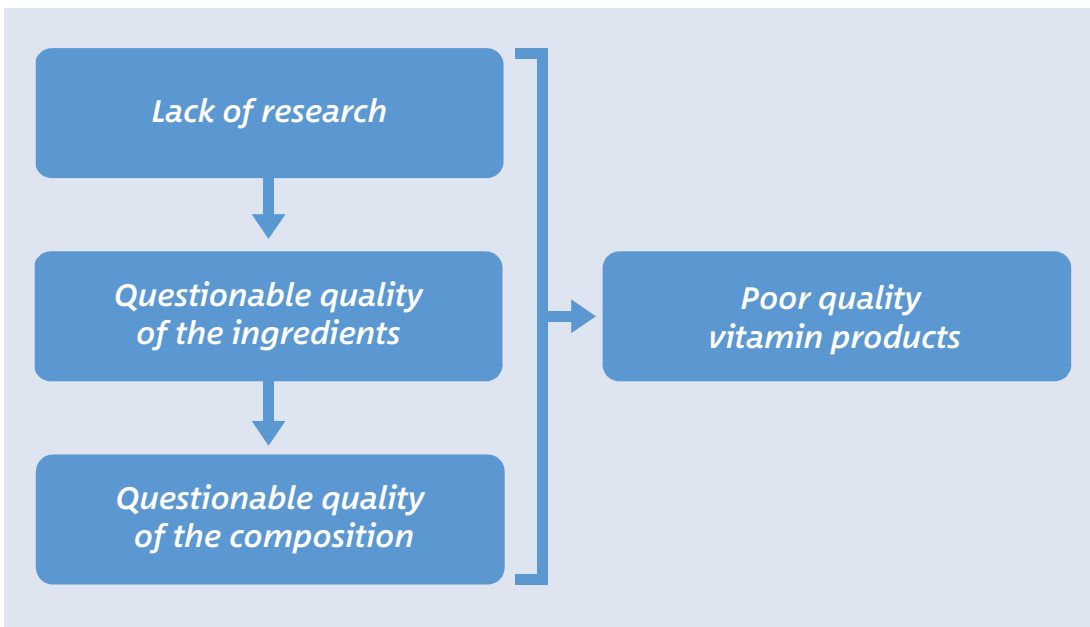 Lack of research
Questionable quality
of the ingredients
Questionable quality
of the composition
Poor quality
vitamin products